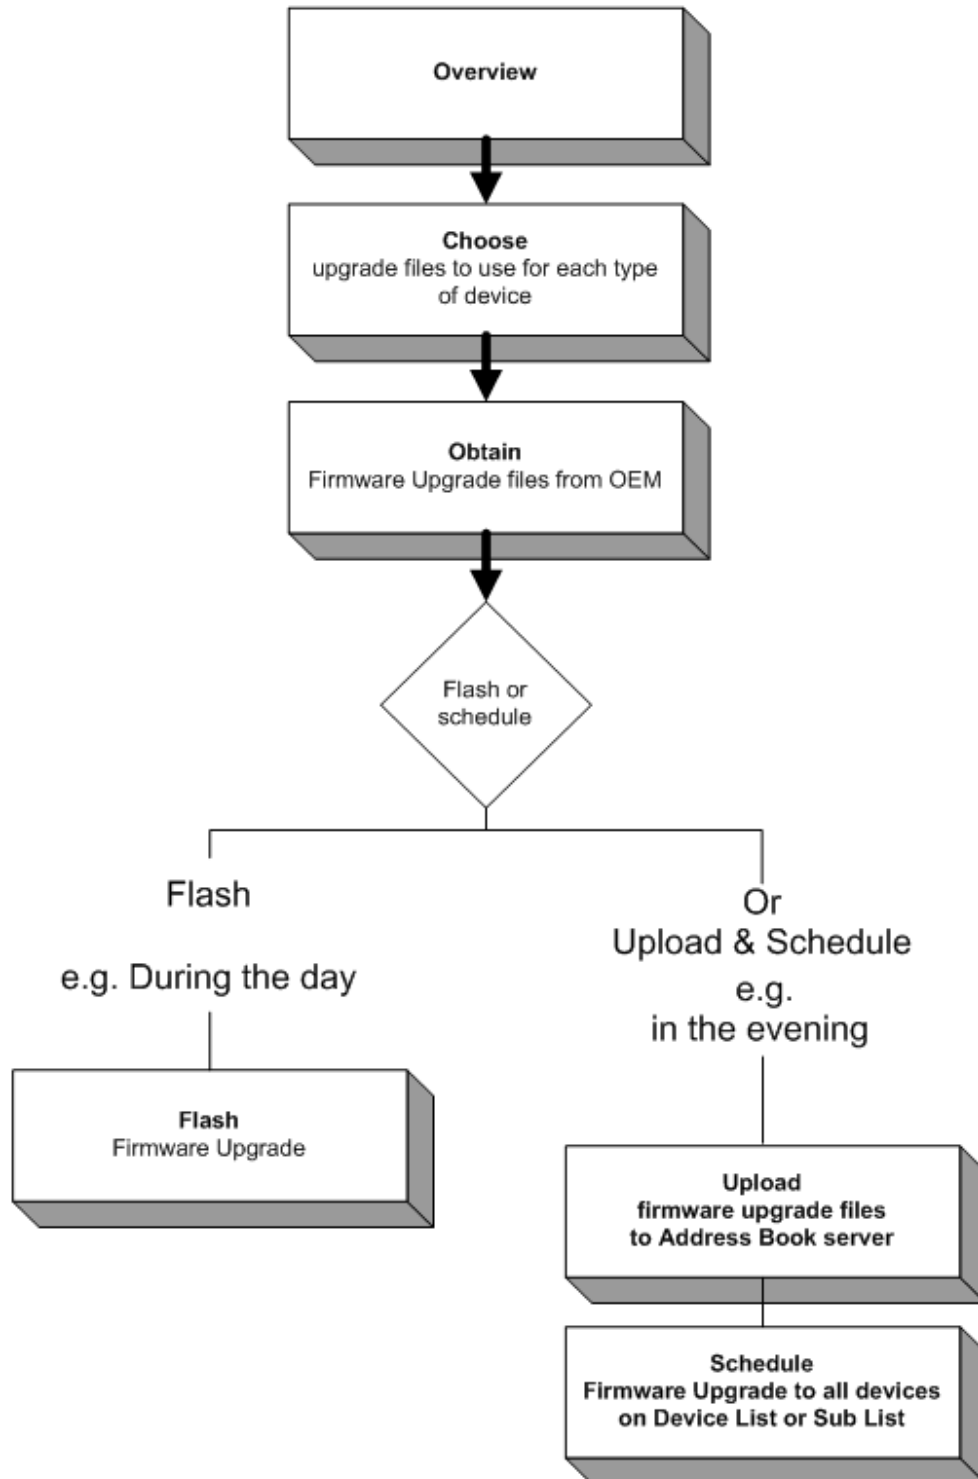 Overview
Choose
upgrade files to use for each type
of device
Obtain
Firmware Upgrade files from OEM
Flash or
schedule
Flash
e.g. During the day
Or
Upload & Schedule
e.g.
in the evening
Flash
Firmware Upgrade
Upload
firmware upgrade files
to Address Book server
Schedule
Firmware Upgrade to all devices
on Device List or Sub List